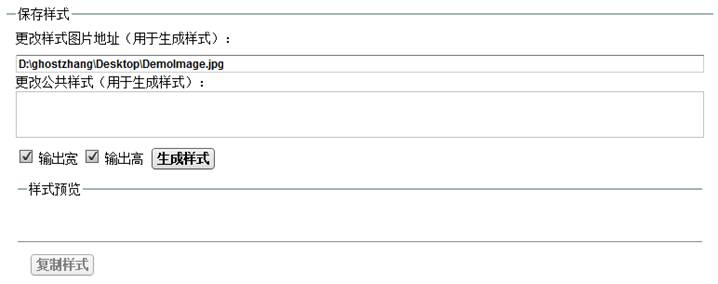 保存样式
更改样式图片地址（用于生成样式）：
D:\ghostzhang\Desktop\DemoImage.jpg
更改公共样式（用于生成样式）：
输出宽 输出高 生成样式
样式预览
复制样式